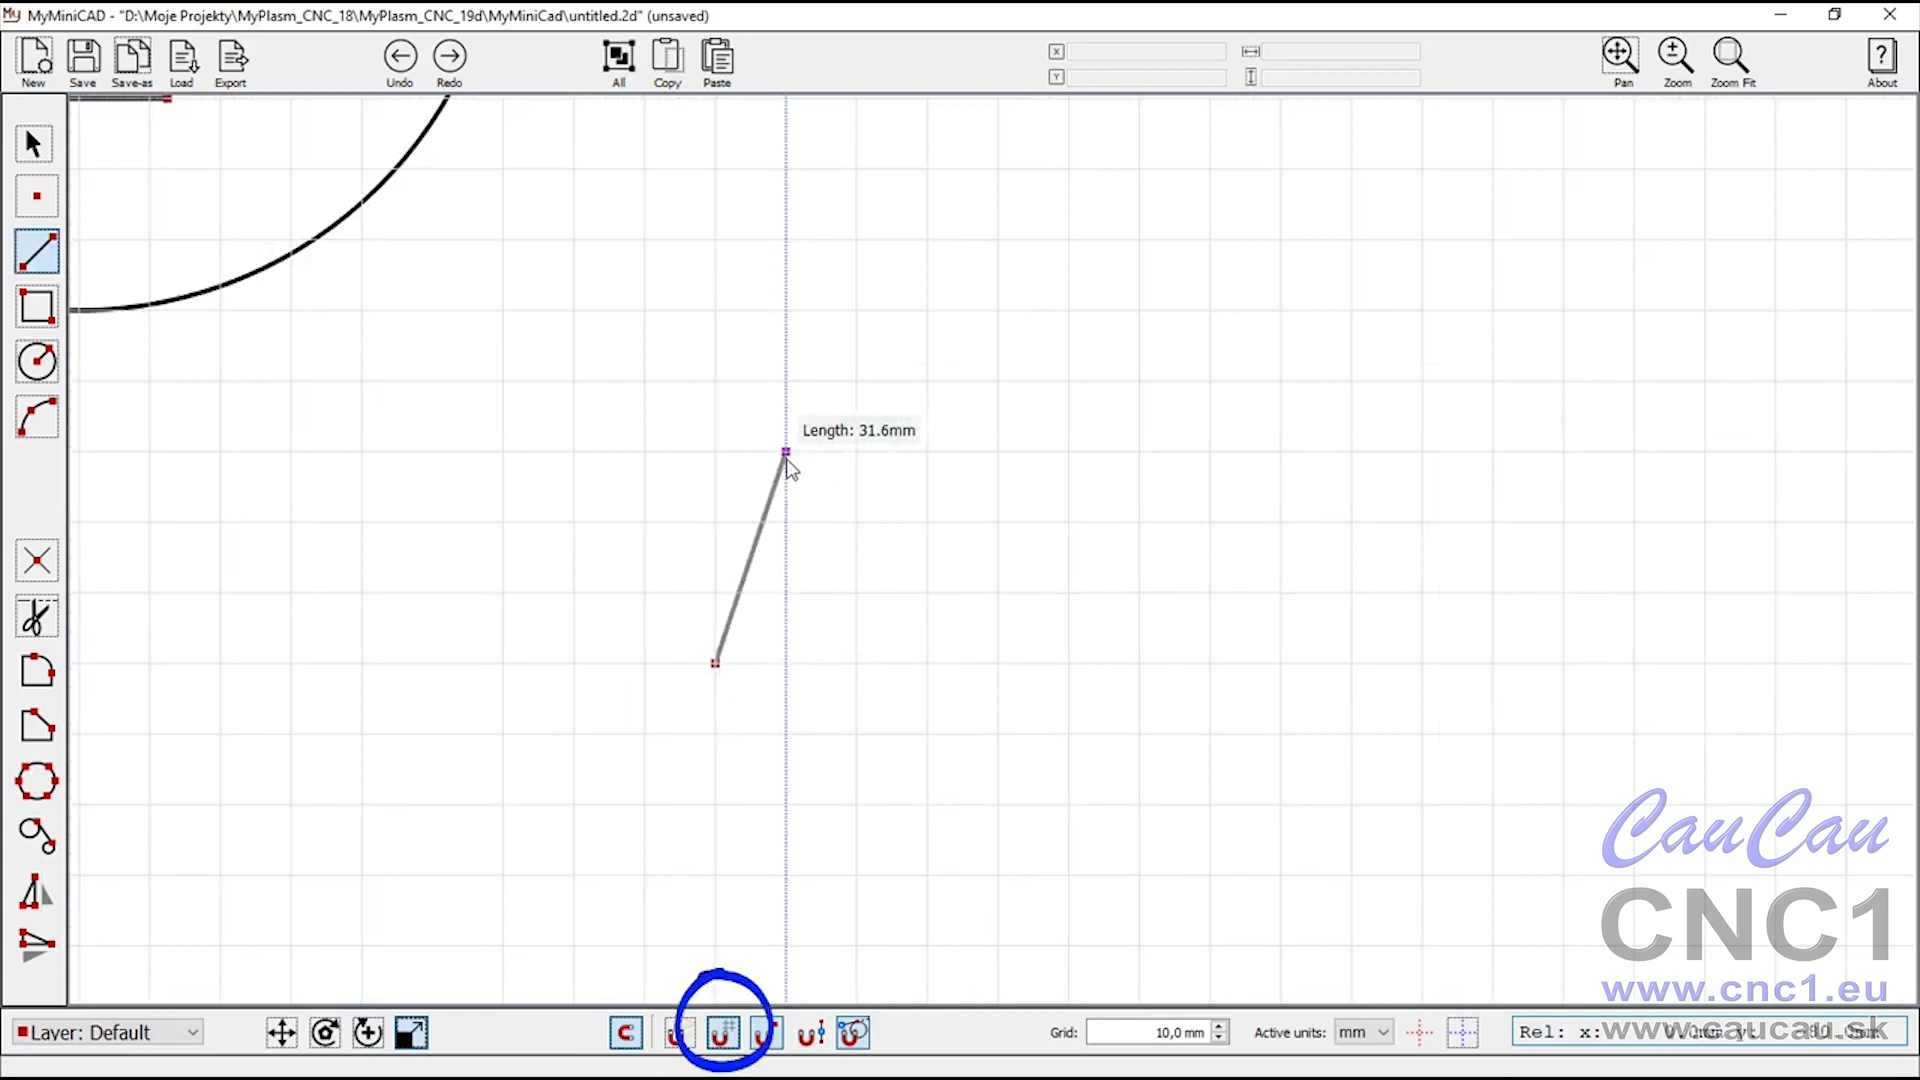 MyMiniCAD - "D:\Moje Projekty\MyPlasm_CNC_18\MyPlasm_CNC_19d\MyMiniCad\untitled.2d" (unsaved)
New Save Save-as Load Export Undo Redo All Copy Paste X Y Pan Zoom Zoom Fit About
Length: 31.6mm
CauCau
CNC1
www.cnc1.eu
Layer: Default Grid: 10,0 mm Active units: mm Rel: x:
www.caucau.sk